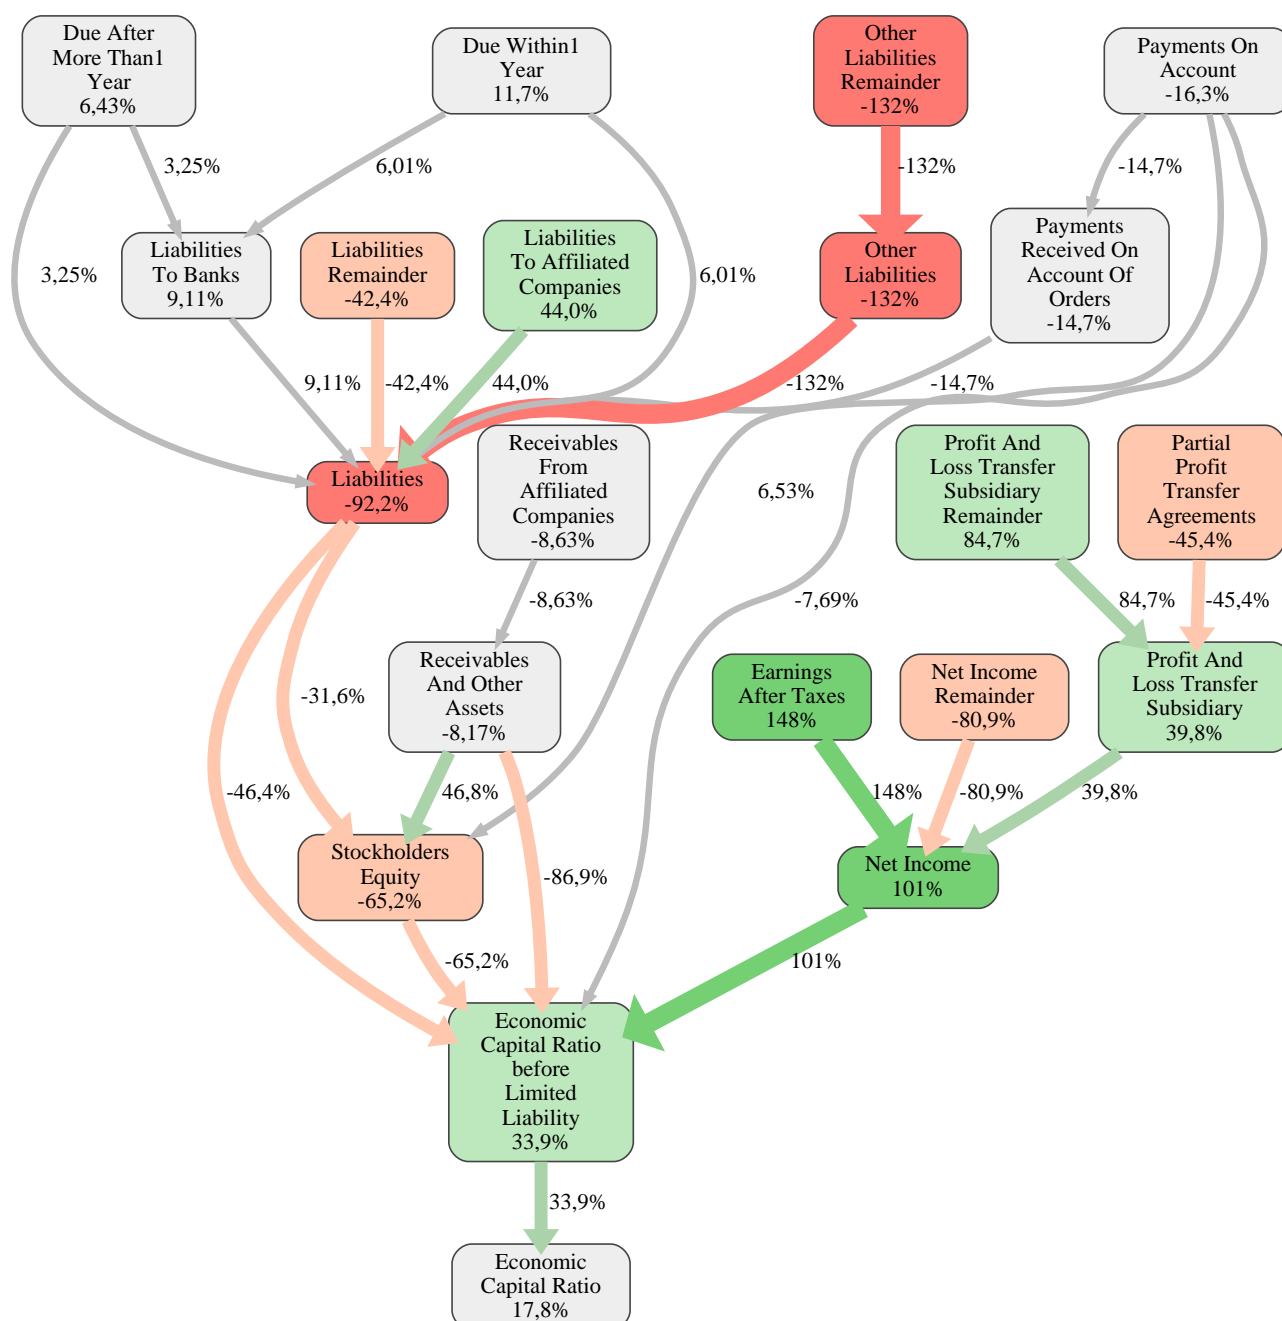 Due After
More Than1
Year
6,43%
Due Within1
Year
11,7%
Other
Liabilities
Remainder
-132%
Payments On
Account
-16,3%
3,25%
6,01%
-132%
-14,7%
Liabilities
To Banks
9,11%
Liabilities
Remainder
-42,4%
Liabilities
To Affiliated
Companies
44,0%
Other
Liabilities
-132%
Payments
Received On
Account Of
Orders
-14,7%
3,25%
6,01%
9,11%
-42,4%
44,0%
-132%
-14,7%
Liabilities
-92,2%
Receivables
From
Affiliated
Companies
-8,63%
Profit And
Loss Transfer
Subsidiary
Remainder
84,7%
Partial
Profit
Transfer
Agreements
-45,4%
6,53%
-8,63%
-7,69%
84,7%
-45,4%
Receivables
And Other
Assets
-8,17%
Earnings
After Taxes
148%
Net Income
Remainder
-80,9%
Profit And
Loss Transfer
Subsidiary
39,8%
-31,6%
-46,4%
46,8%
148%
-80,9%
39,8%
Stockholders
Equity
-65,2%
-86,9%
Net Income
101%
-65,2%
101%
Economic
Capital Ratio
before
Limited
Liability
33,9%
33,9%
Economic
Capital Ratio
17,8%